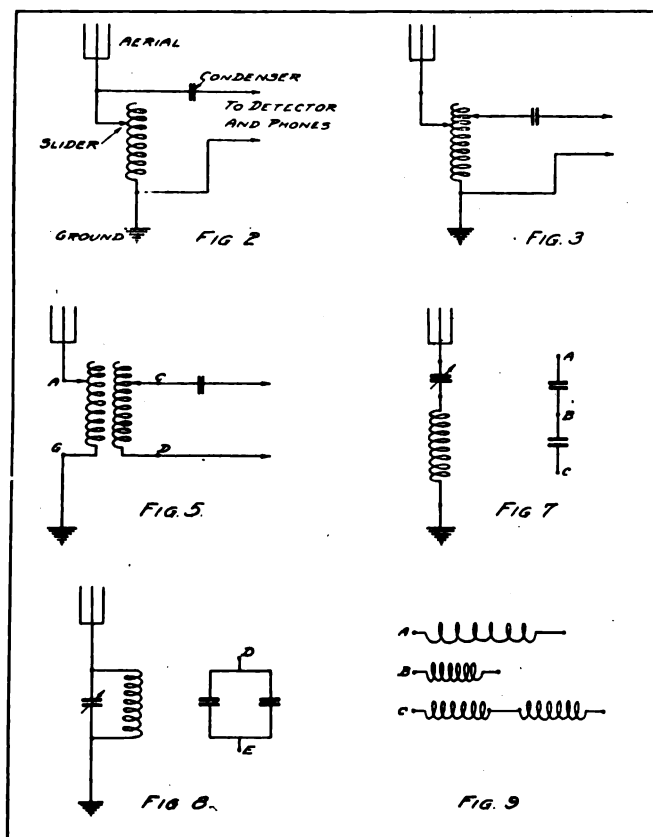 AERIAL
CONDENSER
TO DETECTOR
AND PHONES
SLIDER
GROUND
FIG 2
FIG. 3
A
C
G
D
FIG. 5.
A
B
C
FIG 7
D
E
FIG 8.
A
B
C
FIG. 9